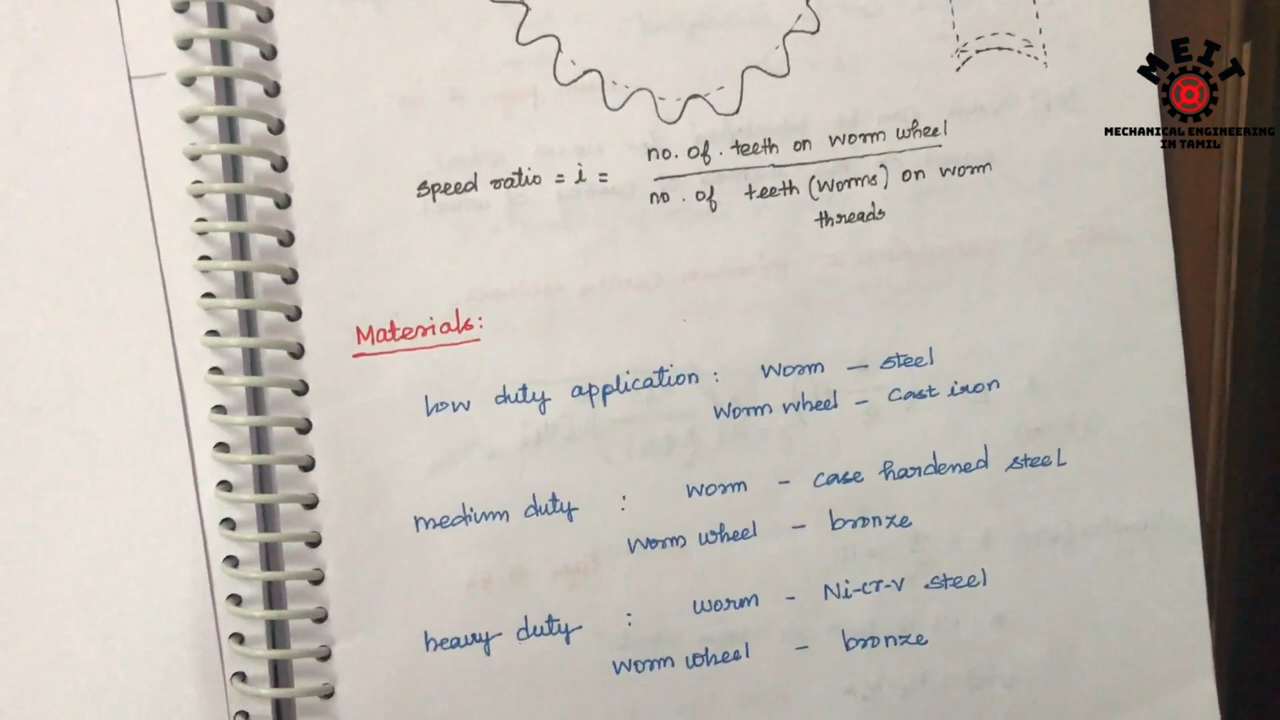 MEIT
MECHANICAL ENGINEERING
IN TAMIL
no. of. teeth on worm wheel
speed ratio = i =
no. of teeth (worms) on worm
threads
Materials:
Low duty application : Worm – steel
Worm wheel – Cast iron
medium duty : Worm – case hardened steel
Worm wheel – bronze
heavy duty : worm – Ni-cr-v steel
Worm wheel – bronze